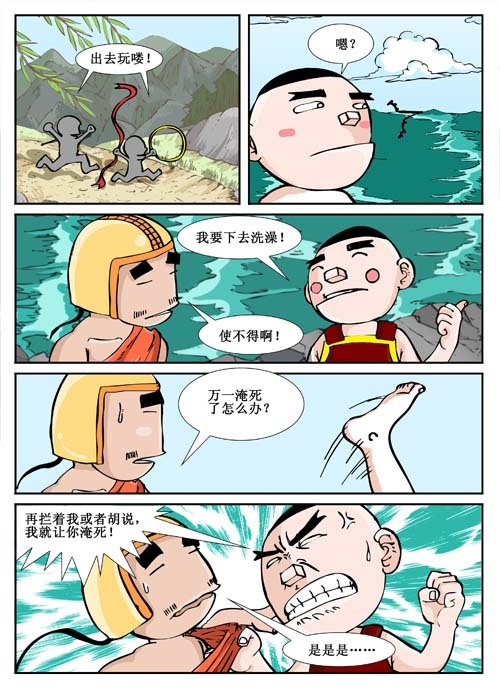 出去玩喽！
嗯？
我要下去洗澡！
使不得啊！
万一淹死
了怎么办？
再拦着我或者胡说，
我就让你淹死！
是是是……